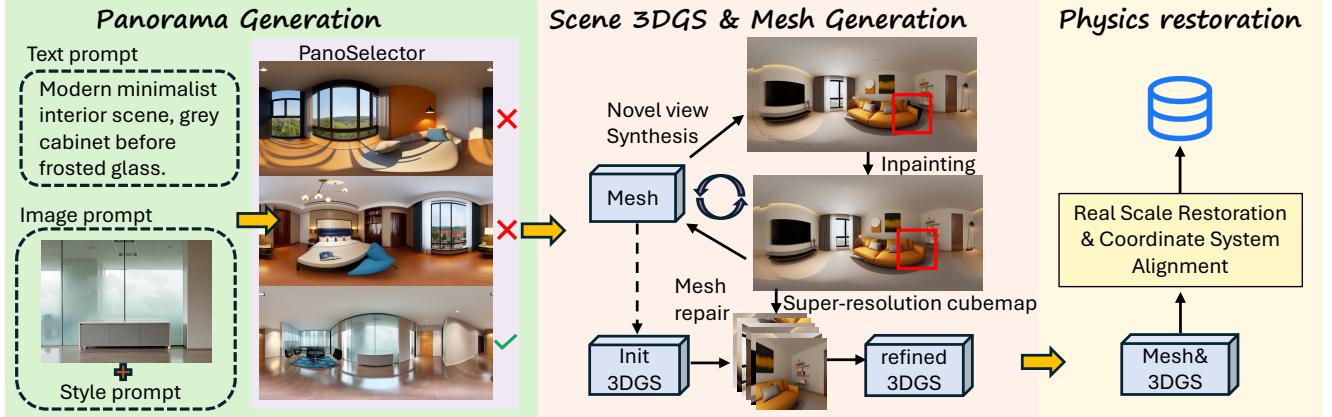 Panorama Generation
Text prompt
Modern minimalist
interior scene, grey
cabinet before
frosted glass.
Image prompt
Style prompt
PanoSelector
Scene 3DGS & Mesh Generation
Novel view
Synthesis
Mesh
Inpainting
Mesh
repair
Super-resolution cubemap
Init
3DGS
refined
3DGS
Physics restoration
Real Scale Restoration
& Coordinate System
Alignment
Mesh&
3DGS